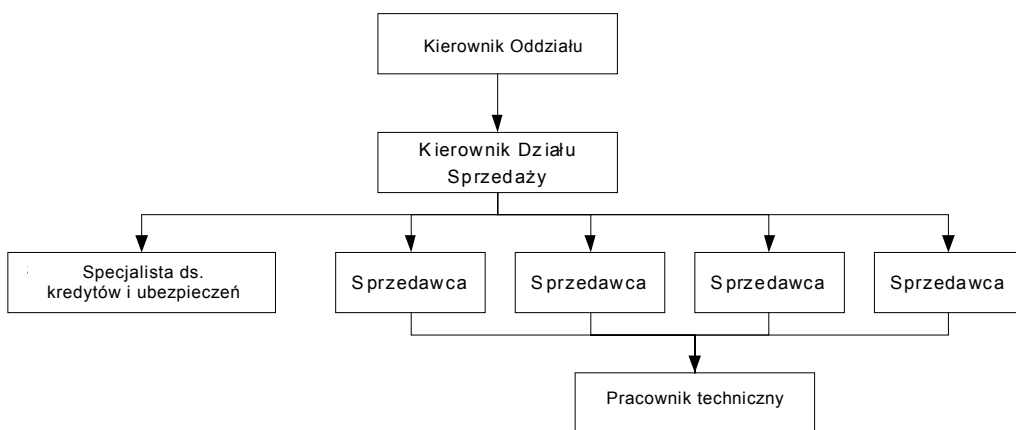 Kierownik Oddziału
Kierownik Działu
Sprzedaży
Specjalista ds.
kredytów i ubezpieczeń
Sprzedawca
Sprzedawca
Sprzedawca
Sprzedawca
Pracownik techniczny